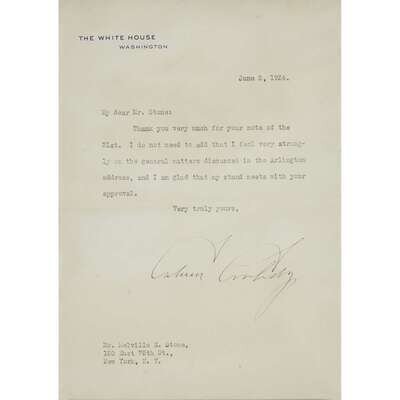 THE WHITE HOUSE
WASHINGTON
June 2, 1924.
My dear Mr. Stone:
Thank you very much for your note of the
31st. I do not need to add that I feel very strong-
ly on the general matters discussed in the Arlington
address, and I am glad that my stand meets with your
approval.
Very truly yours,
Calvin Coolidge
Mr. Melville E. Stone,
120 East 75th St.,
New York, N. Y.